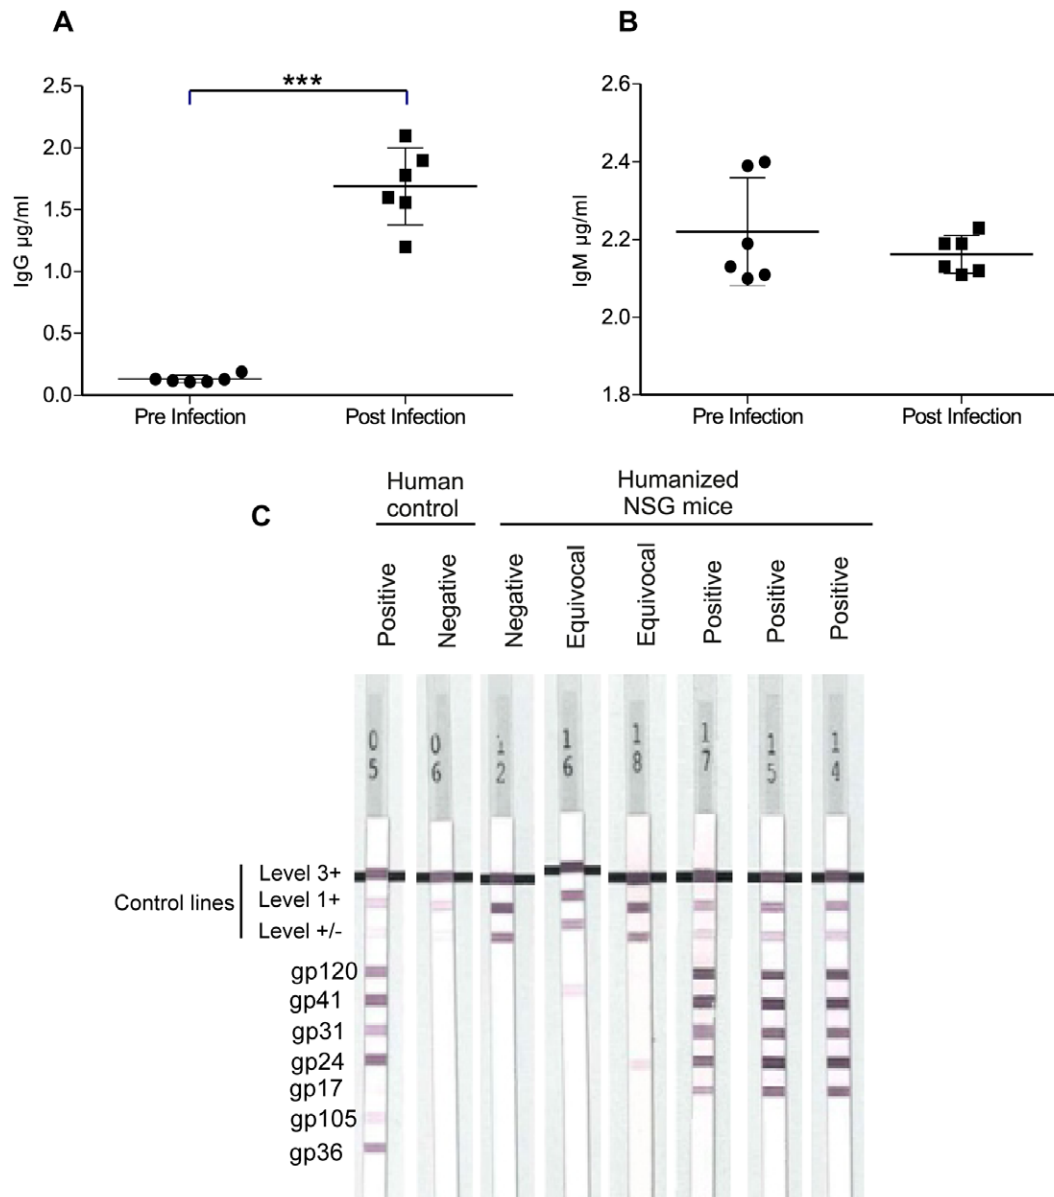 A
B
2.5
2.0
1.5
1.0
0.5
0.0
IgG µg/ml
***
Pre Infection
Post Infection
2.6
2.4
2.2
2.0
1.8
IgM µg/ml
Pre Infection
Post Infection
C
Human
control
Humanized
NSG mice
Positive
Negative
Negative
Equivocal
Equivocal
Positive
Positive
Positive
05
06
12
16
18
17
15
14
Control lines
Level 3+
Level 1+
Level +/-
gp120
gp41
gp31
gp24
gp17
gp105
gp36